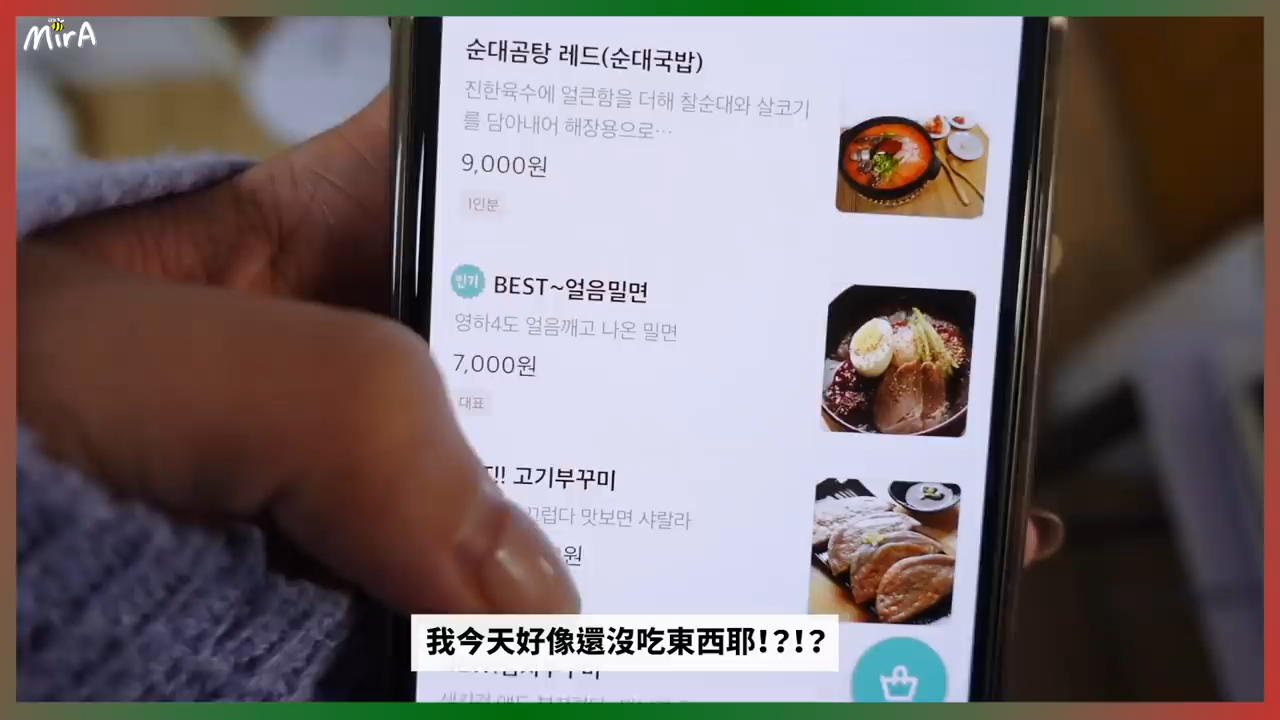 MirA
순대곰탕 레드(순대국밥)
진한육수에 얼큰함을 더해 찰순대와 살코기
를 담아내어 해장용으로…
9,000원
1인분
인기 BEST~얼음밀면
영하4도 얼음깨고 나온 밀면
7,000원
대표
!! 고기부꾸미
끄럽다 맛보면 샤랄라
원
我今天好像還沒吃東西耶!?!?